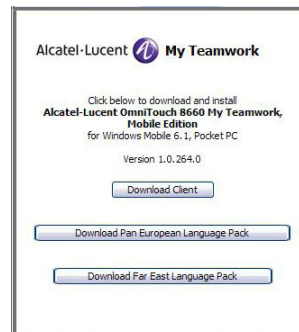 Alcatel·Lucent My Teamwork
Click below to download and install
Alcatel-Lucent OmniTouch 8660 My Teamwork,
Mobile Edition
for Windows Mobile 6.1, Pocket PC
Version 1.0.264.0
Download Client
Download Pan European Language Pack
Download Far East Language Pack